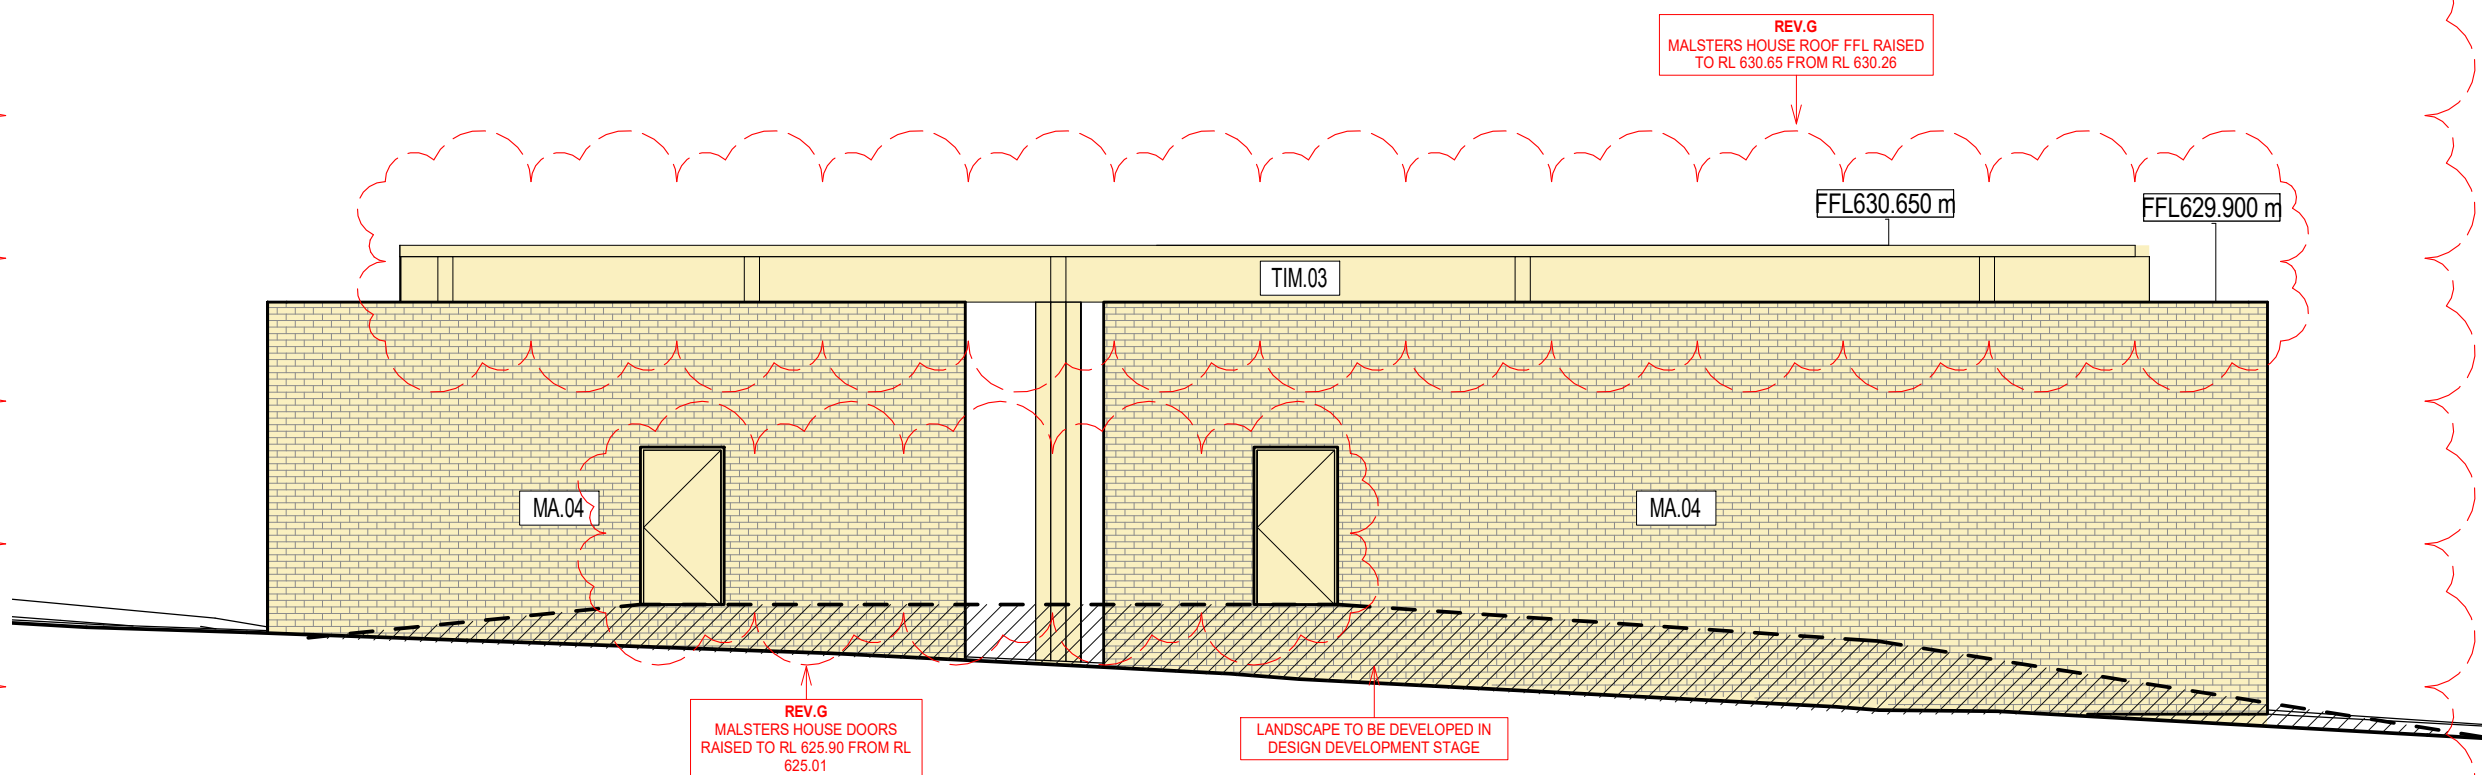 REV.G
MALSTERS HOUSE ROOF FFL RAISED
TO RL 630.65 FROM RL 630.26
FFL630.650 m
FFL629.900 m
TIM.03
MA.04
MA.04
REV.G
MALSTERS HOUSE DOORS
RAISED TO RL 625.90 FROM RL
625.01
LANDSCAPE TO BE DEVELOPED IN
DESIGN DEVELOPMENT STAGE